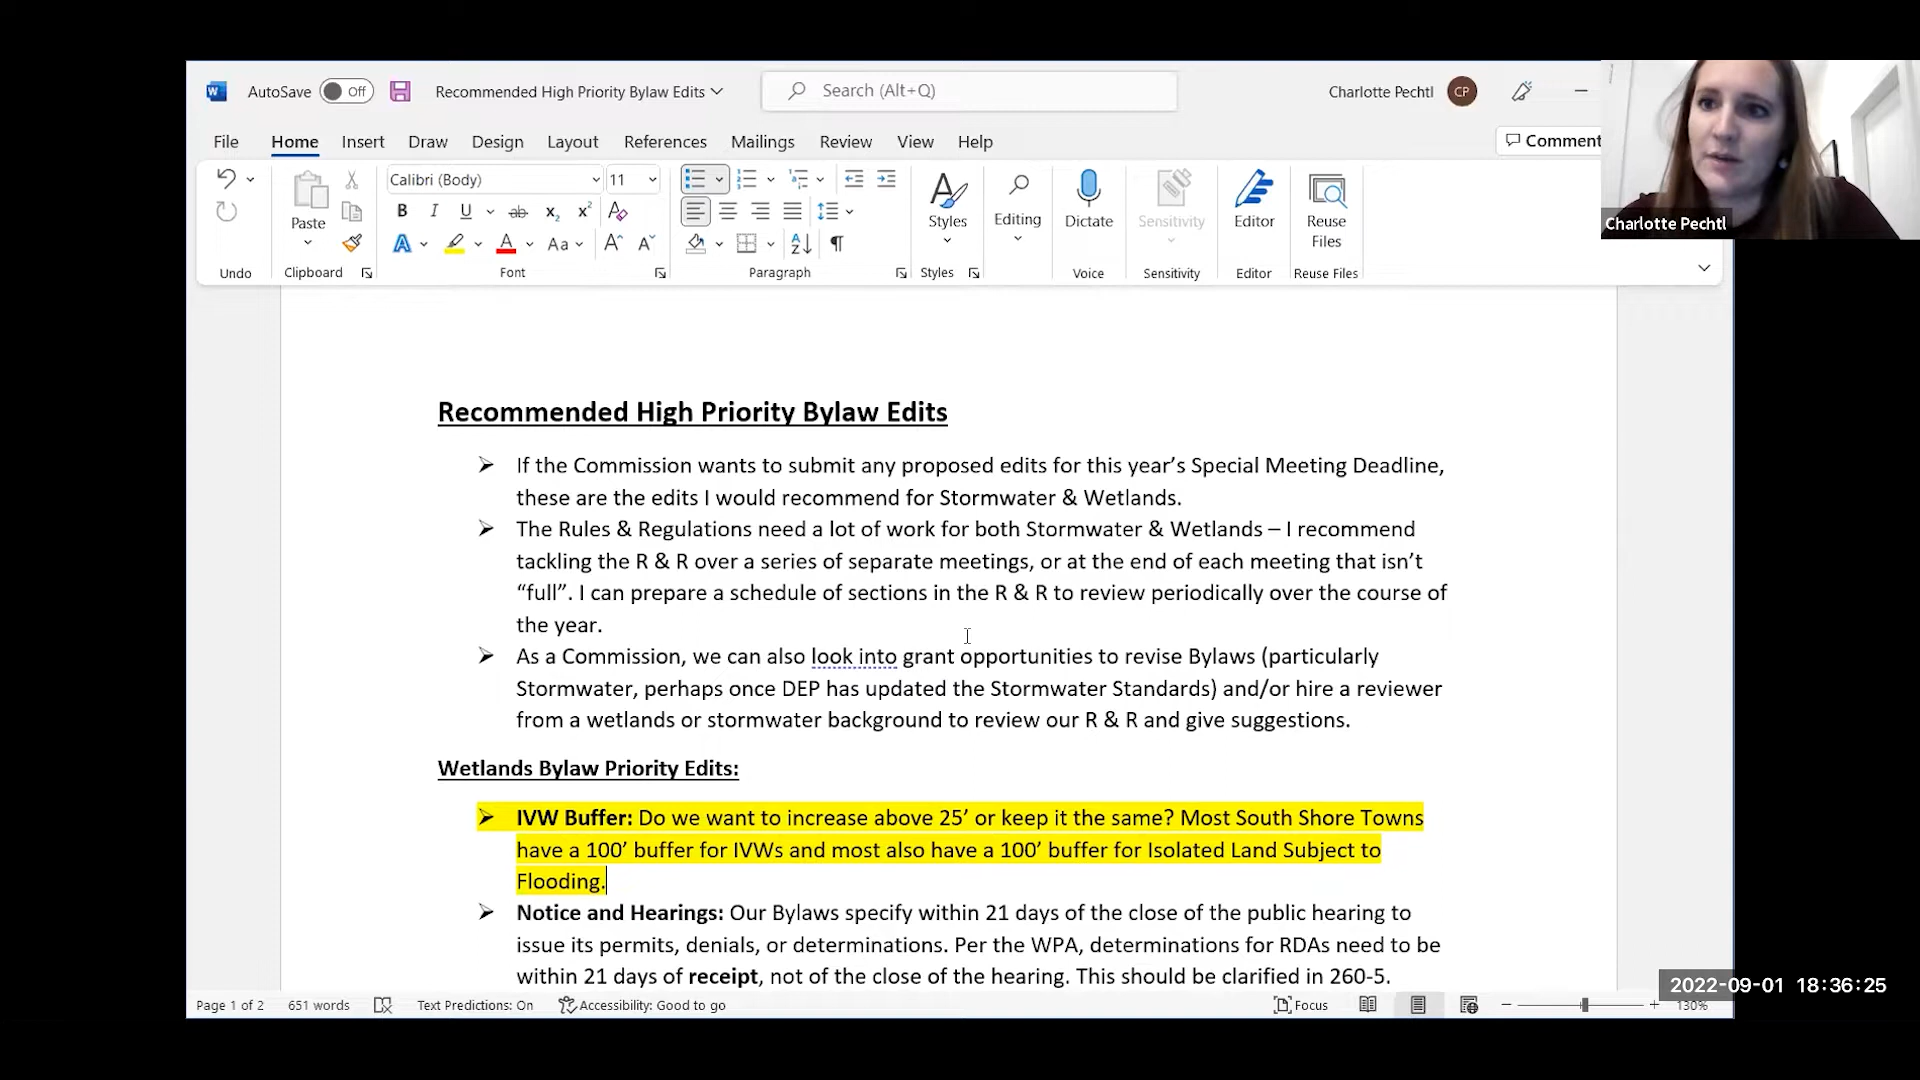 AutoSave Off Recommended High Priority Bylaw Edits Search (Alt+Q) Charlotte Pechtl CP
File Home Insert Draw Design Layout References Mailings Review View Help Comment
Charlotte Pechtl
Calibri (Body) 11
Paste Styles Editing Dictate Sensitivity Editor Reuse Files
B I U ab x₂ x² A
A A Aa A A A Z ¶
Undo Clipboard Font Paragraph Styles Voice Sensitivity Editor Reuse Files
Recommended High Priority Bylaw Edits
➢ If the Commission wants to submit any proposed edits for this year’s Special Meeting Deadline,
these are the edits I would recommend for Stormwater & Wetlands.
➢ The Rules & Regulations need a lot of work for both Stormwater & Wetlands – I recommend
tackling the R & R over a series of separate meetings, or at the end of each meeting that isn’t
“full”. I can prepare a schedule of sections in the R & R to review periodically over the course of
the year.
➢ As a Commission, we can also look into grant opportunities to revise Bylaws (particularly
Stormwater, perhaps once DEP has updated the Stormwater Standards) and/or hire a reviewer
from a wetlands or stormwater background to review our R & R and give suggestions.
Wetlands Bylaw Priority Edits:
➢ IVW Buffer: Do we want to increase above 25’ or keep it the same? Most South Shore Towns
have a 100’ buffer for IVWs and most also have a 100’ buffer for Isolated Land Subject to
Flooding.
➢ Notice and Hearings: Our Bylaws specify within 21 days of the close of the public hearing to
issue its permits, denials, or determinations. Per the WPA, determinations for RDAs need to be
within 21 days of receipt, not of the close of the hearing. This should be clarified in 260-5.
2022-09-01 18:36:25
Page 1 of 2 651 words Text Predictions: On Accessibility: Good to go Focus 130%